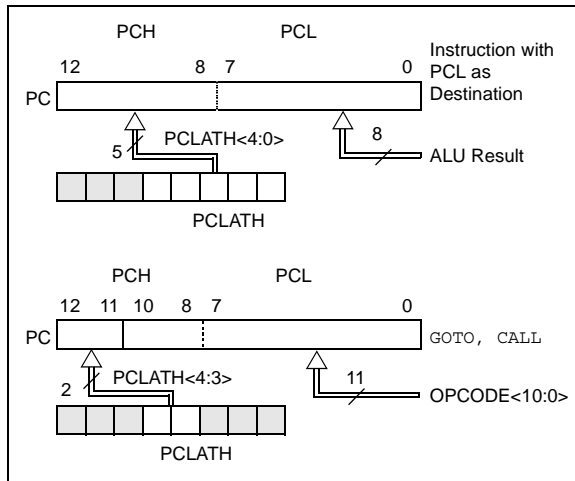 PCH PCL
12 8 7 0
Instruction with
PCL as
Destination
PC
5 PCLATH<4:0> 8
ALU Result
PCLATH
PCH PCL
12 11 10 8 7 0
PC GOTO, CALL
2 PCLATH<4:3> 11
OPCODE<10:0>
PCLATH